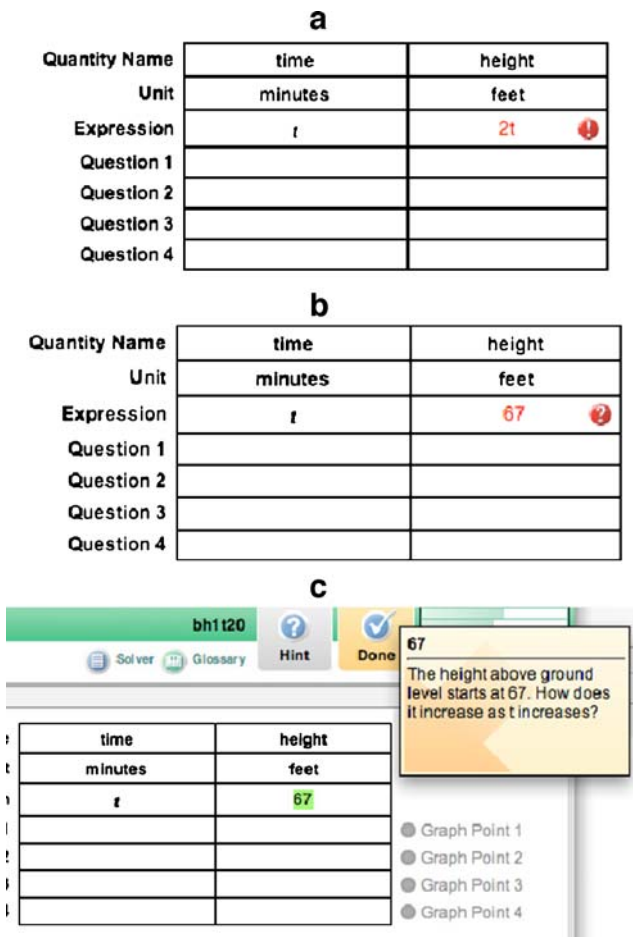 a
Quantity Name time height
Unit minutes feet
Expression t 2t !
Question 1
Question 2
Question 3
Question 4
b
Quantity Name time height
Unit minutes feet
Expression t 67 ?
Question 1
Question 2
Question 3
Question 4
c
bh1t20 ?
Solver Glossary Hint Done
67
The height above ground
level starts at 67. How does
it increase as t increases?
time height
minutes feet
t 67
Graph Point 1
Graph Point 2
Graph Point 3
Graph Point 4